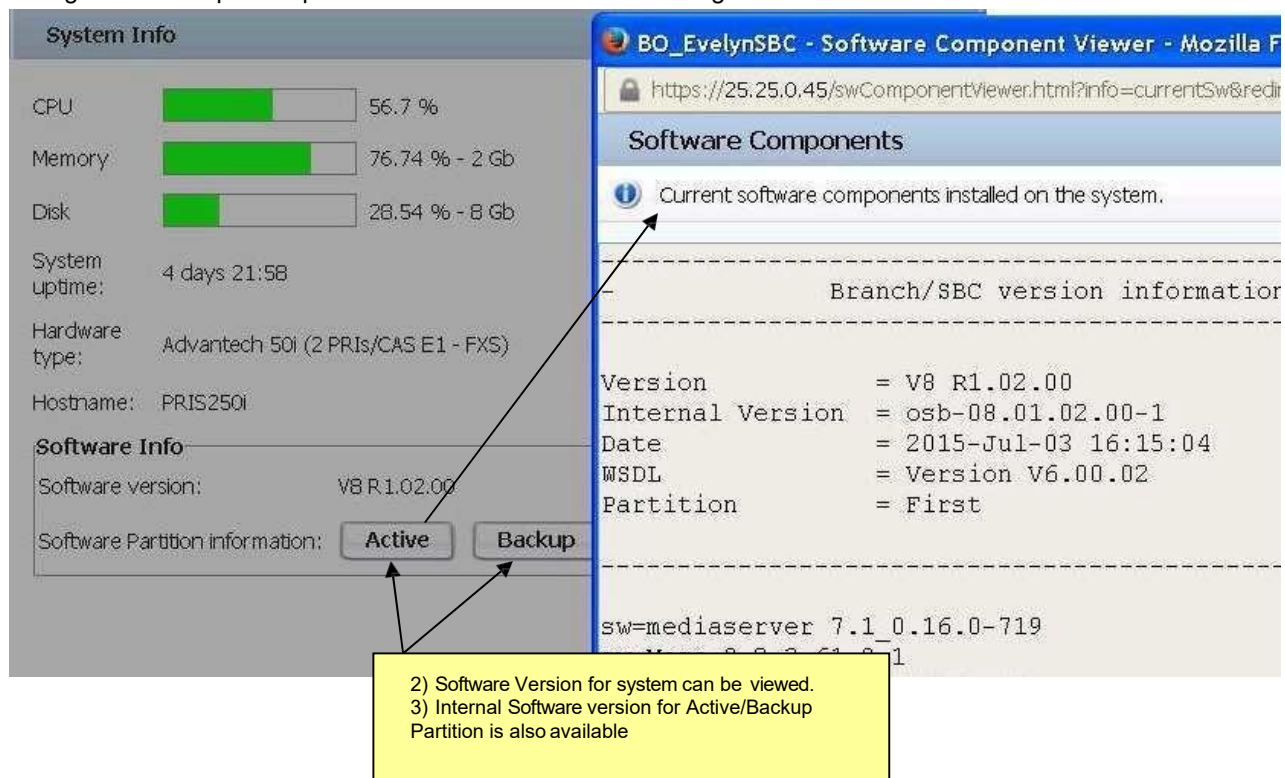 System Info
CPU 56.7 %
Memory 76.74 % - 2 Gb
Disk 28.54 % - 8 Gb
System
uptime: 4 days 21:58
Hardware
type: Advantech 50i (2 PRIs/CAS E1 - FXS)
Hostname: PRIS250i
Software Info
Software version: V8 R1.02.00
Software Partition information: Active Backup
BO_EvelynSBC - Software Component Viewer - Mozilla F
https://25.25.0.45/swComponentViewer.html?info=currentSw&redir
Software Components
Current software components installed on the system.
- Branch/SBC version information
Version = V8 R1.02.00
Internal Version = osb-08.01.02.00-1
Date = 2015-Jul-03 16:15:04
WSDL = Version V6.00.02
Partition = First
sw=mediaserver 7.1_0.16.0-719
2) Software Version for system can be viewed.
3) Internal Software version for Active/Backup
Partition is also available